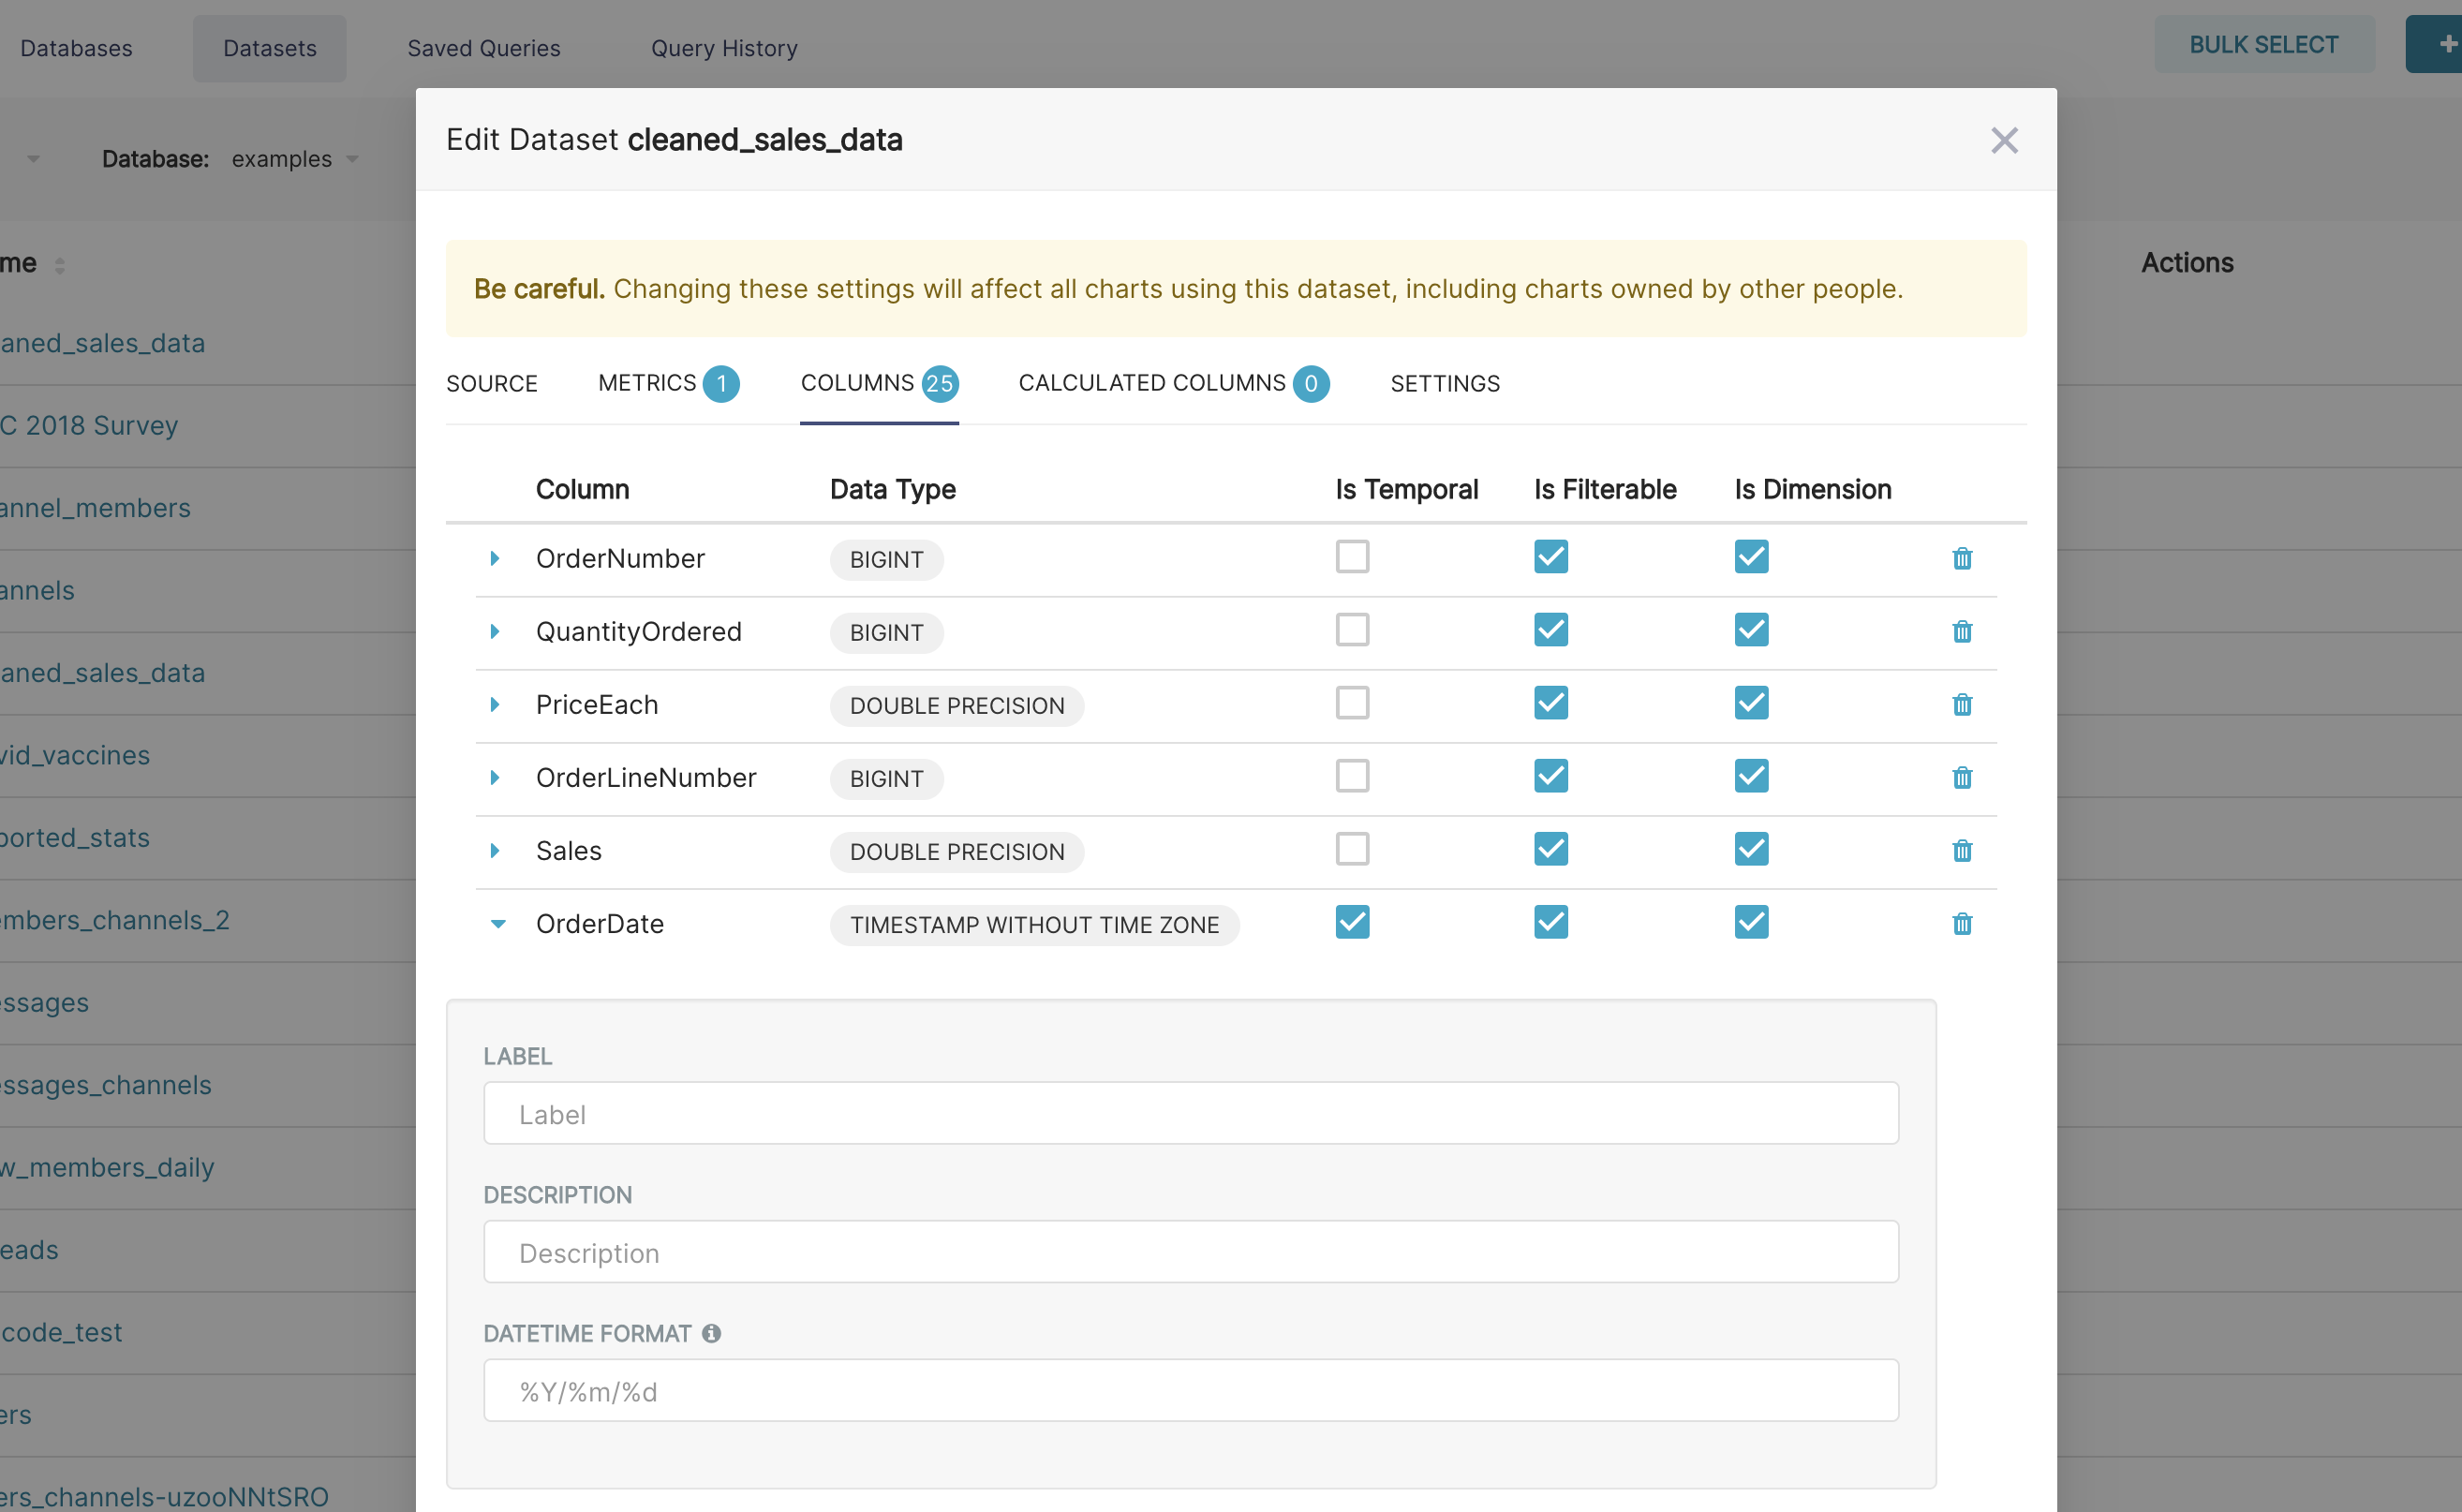 Databases
Datasets
Saved Queries
Query History
BULK SELECT
+
Database: examples
me
Actions
aned_sales_data
C 2018 Survey
annel_members
annels
aned_sales_data
vid_vaccines
ported_stats
embers_channels_2
essages
essages_channels
w_members_daily
eads
code_test
ers
ers_channels-uzooNNtSRO
Edit Dataset cleaned_sales_data
Be careful. Changing these settings will affect all charts using this dataset, including charts owned by other people.
SOURCE
METRICS 1
COLUMNS 25
CALCULATED COLUMNS 0
SETTINGS
Column Data Type Is Temporal Is Filterable Is Dimension
OrderNumber BIGINT
QuantityOrdered BIGINT
PriceEach DOUBLE PRECISION
OrderLineNumber BIGINT
Sales DOUBLE PRECISION
OrderDate TIMESTAMP WITHOUT TIME ZONE
LABEL
Label
DESCRIPTION
Description
DATETIME FORMAT
%Y/%m/%d